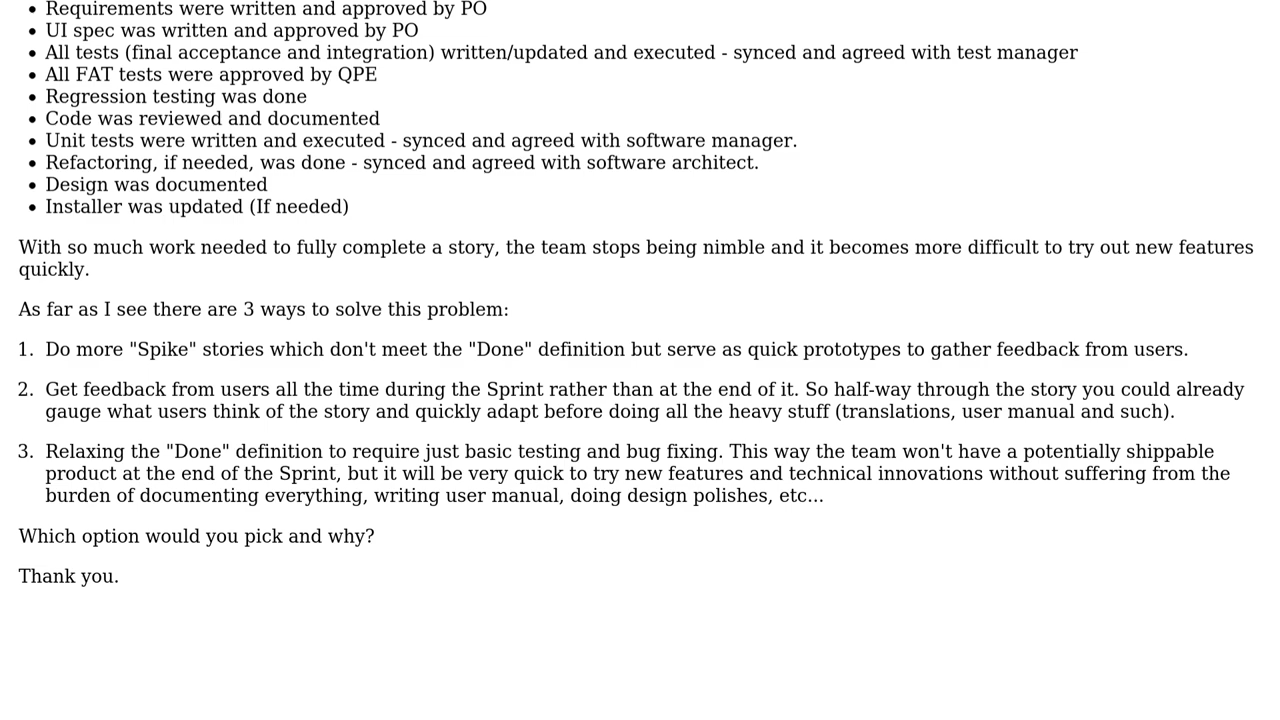 • Requirements were written and approved by PO
• UI spec was written and approved by PO
• All tests (final acceptance and integration) written/updated and executed - synced and agreed with test manager
• All FAT tests were approved by QPE
• Regression testing was done
• Code was reviewed and documented
• Unit tests were written and executed - synced and agreed with software manager.
• Refactoring, if needed, was done - synced and agreed with software architect.
• Design was documented
• Installer was updated (If needed)
With so much work needed to fully complete a story, the team stops being nimble and it becomes more difficult to try out new features
quickly.
As far as I see there are 3 ways to solve this problem:
1. Do more "Spike" stories which don't meet the "Done" definition but serve as quick prototypes to gather feedback from users.
2. Get feedback from users all the time during the Sprint rather than at the end of it. So half-way through the story you could already
gauge what users think of the story and quickly adapt before doing all the heavy stuff (translations, user manual and such).
3. Relaxing the "Done" definition to require just basic testing and bug fixing. This way the team won't have a potentially shippable
product at the end of the Sprint, but it will be very quick to try new features and technical innovations without suffering from the
burden of documenting everything, writing user manual, doing design polishes, etc...
Which option would you pick and why?
Thank you.